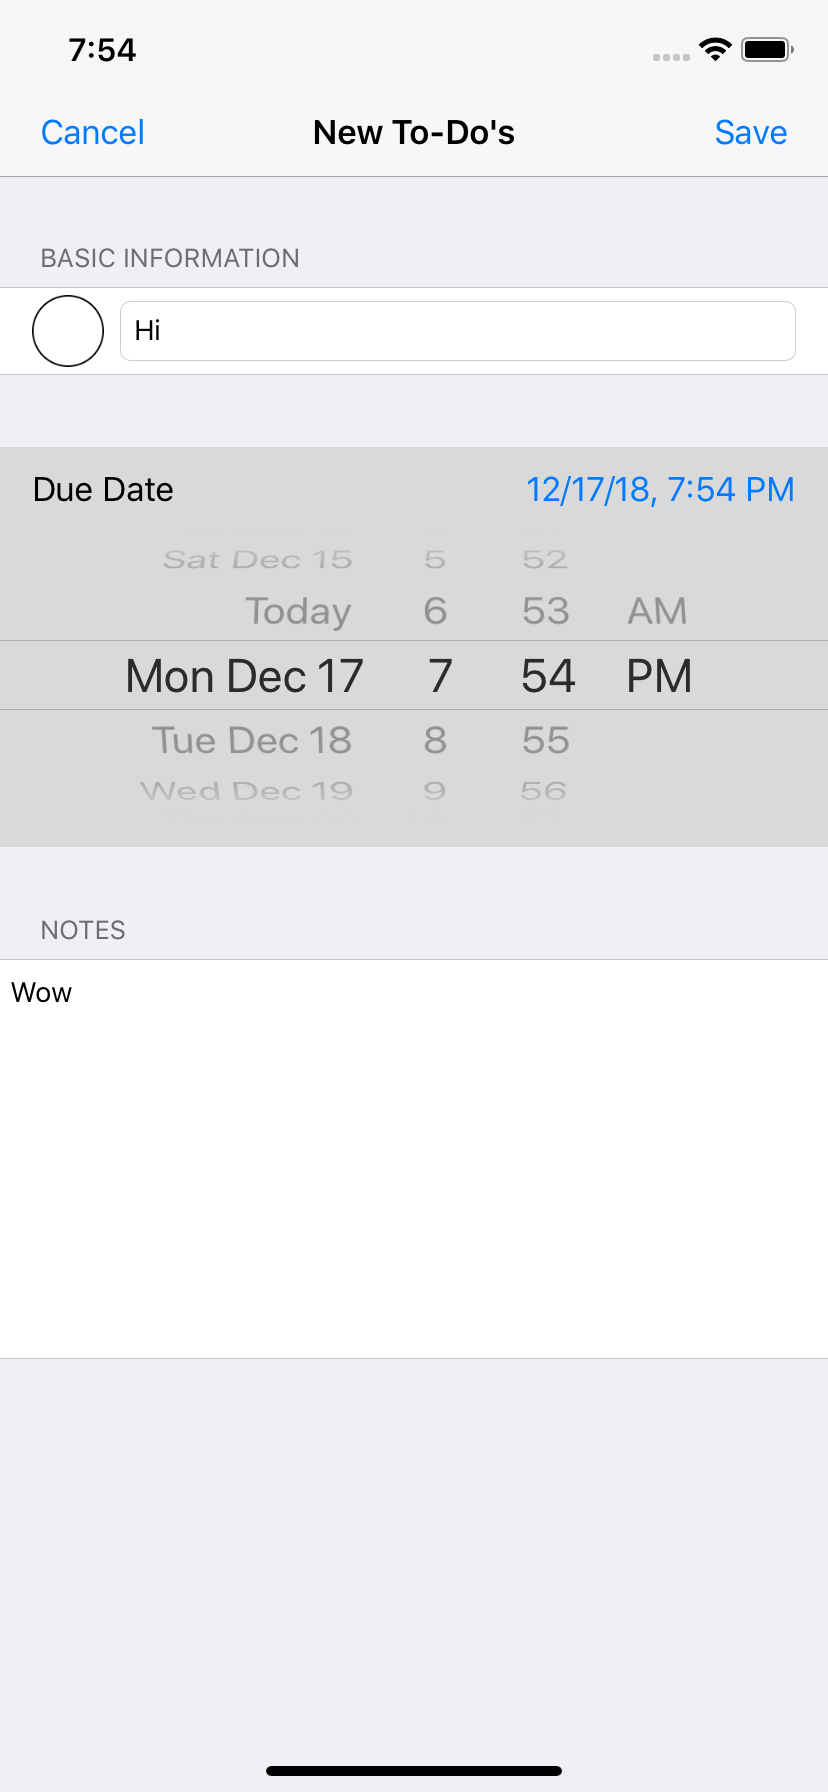 7:54
Cancel New To-Do's Save
BASIC INFORMATION
Hi
Due Date 12/17/18, 7:54 PM
Sat Dec 15 5 52
Today 6 53 AM
Mon Dec 17 7 54 PM
Tue Dec 18 8 55
Wed Dec 19 9 56
NOTES
Wow